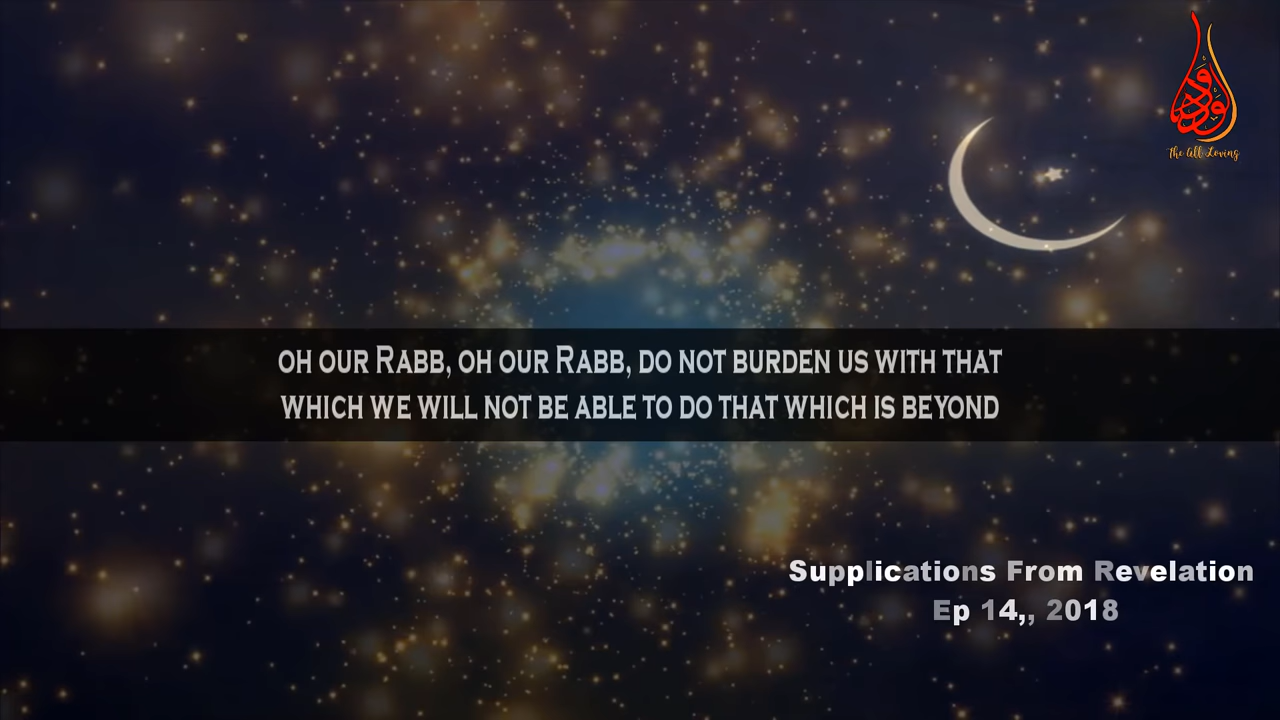 الودود
The All Loving
OH OUR RABB, OH OUR RABB, DO NOT BURDEN US WITH THAT
WHICH WE WILL NOT BE ABLE TO DO THAT WHICH IS BEYOND
Supplications From Revelation
Ep 14,, 2018